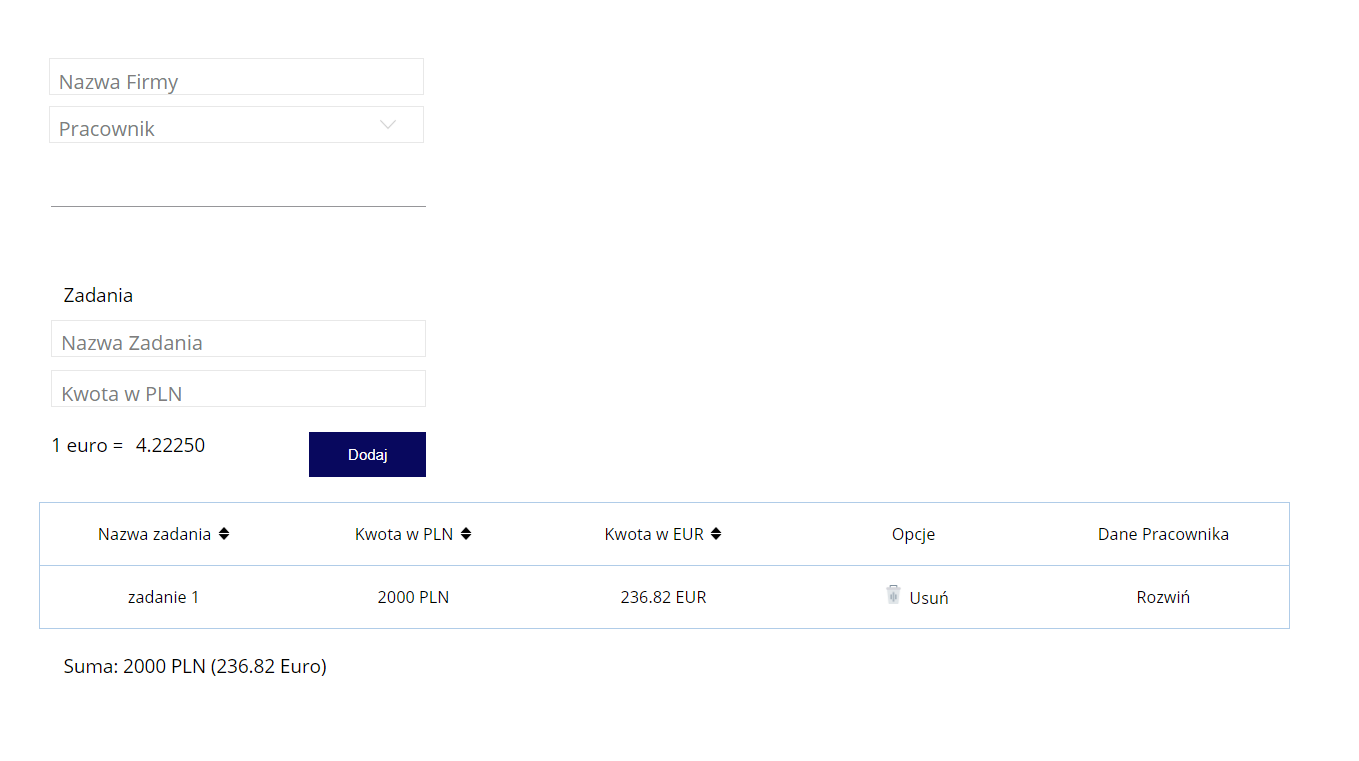 Nazwa Firmy
Pracownik
Zadania
Nazwa Zadania
Kwota w PLN
1 euro = 4.22250
Dodaj
Nazwa zadania Kwota w PLN Kwota w EUR Opcje Dane Pracownika
zadanie 1 2000 PLN 236.82 EUR Usuń Rozwiń
Suma: 2000 PLN (236.82 Euro)